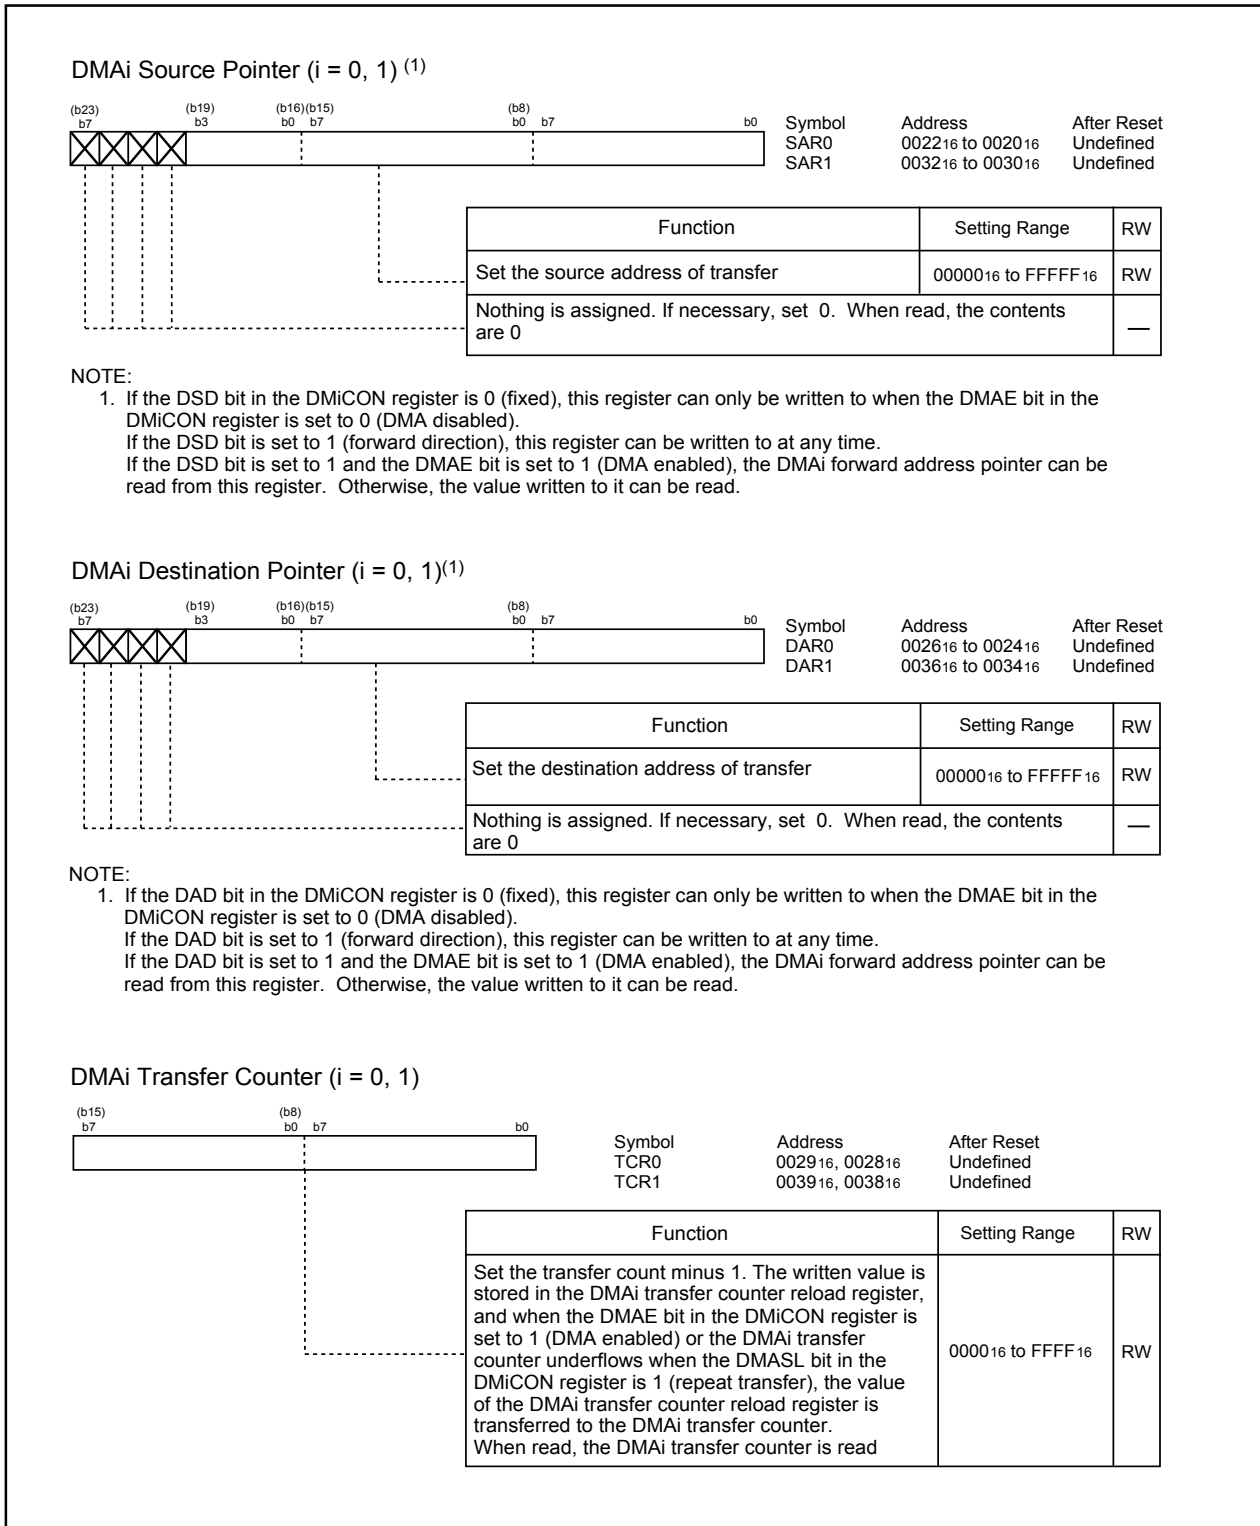 DMAi Source Pointer (i = 0, 1) (1)
(b23) (b19) (b16)(b15) (b8)
b7 b3 b0 b7 b0 b7 b0
Symbol Address After Reset
SAR0 002216 to 002016 Undefined
SAR1 003216 to 003016 Undefined
Function Setting Range RW
Set the source address of transfer 0000016 to FFFFF16 RW
Nothing is assigned. If necessary, set 0. When read, the contents
are 0 —
NOTE:
1. If the DSD bit in the DMiCON register is 0 (fixed), this register can only be written to when the DMAE bit in the
DMiCON register is set to 0 (DMA disabled).
If the DSD bit is set to 1 (forward direction), this register can be written to at any time.
If the DSD bit is set to 1 and the DMAE bit is set to 1 (DMA enabled), the DMAi forward address pointer can be
read from this register. Otherwise, the value written to it can be read.
DMAi Destination Pointer (i = 0, 1)(1)
(b23) (b19) (b16)(b15) (b8)
b7 b3 b0 b7 b0 b7 b0
Symbol Address After Reset
DAR0 002616 to 002416 Undefined
DAR1 003616 to 003416 Undefined
Function Setting Range RW
Set the destination address of transfer 0000016 to FFFFF16 RW
Nothing is assigned. If necessary, set 0. When read, the contents
are 0 —
NOTE:
1. If the DAD bit in the DMiCON register is 0 (fixed), this register can only be written to when the DMAE bit in the
DMiCON register is set to 0 (DMA disabled).
If the DAD bit is set to 1 (forward direction), this register can be written to at any time.
If the DAD bit is set to 1 and the DMAE bit is set to 1 (DMA enabled), the DMAi forward address pointer can be
read from this register. Otherwise, the value written to it can be read.
DMAi Transfer Counter (i = 0, 1)
(b15) (b8)
b7 b0 b7 b0
Symbol Address After Reset
TCR0 002916, 002816 Undefined
TCR1 003916, 003816 Undefined
Function Setting Range RW
Set the transfer count minus 1. The written value is
stored in the DMAi transfer counter reload register,
and when the DMAE bit in the DMiCON register is
set to 1 (DMA enabled) or the DMAi transfer
counter underflows when the DMASL bit in the
DMiCON register is 1 (repeat transfer), the value
of the DMAi transfer counter reload register is
transferred to the DMAi transfer counter.
When read, the DMAi transfer counter is read
000016 to FFFF16 RW